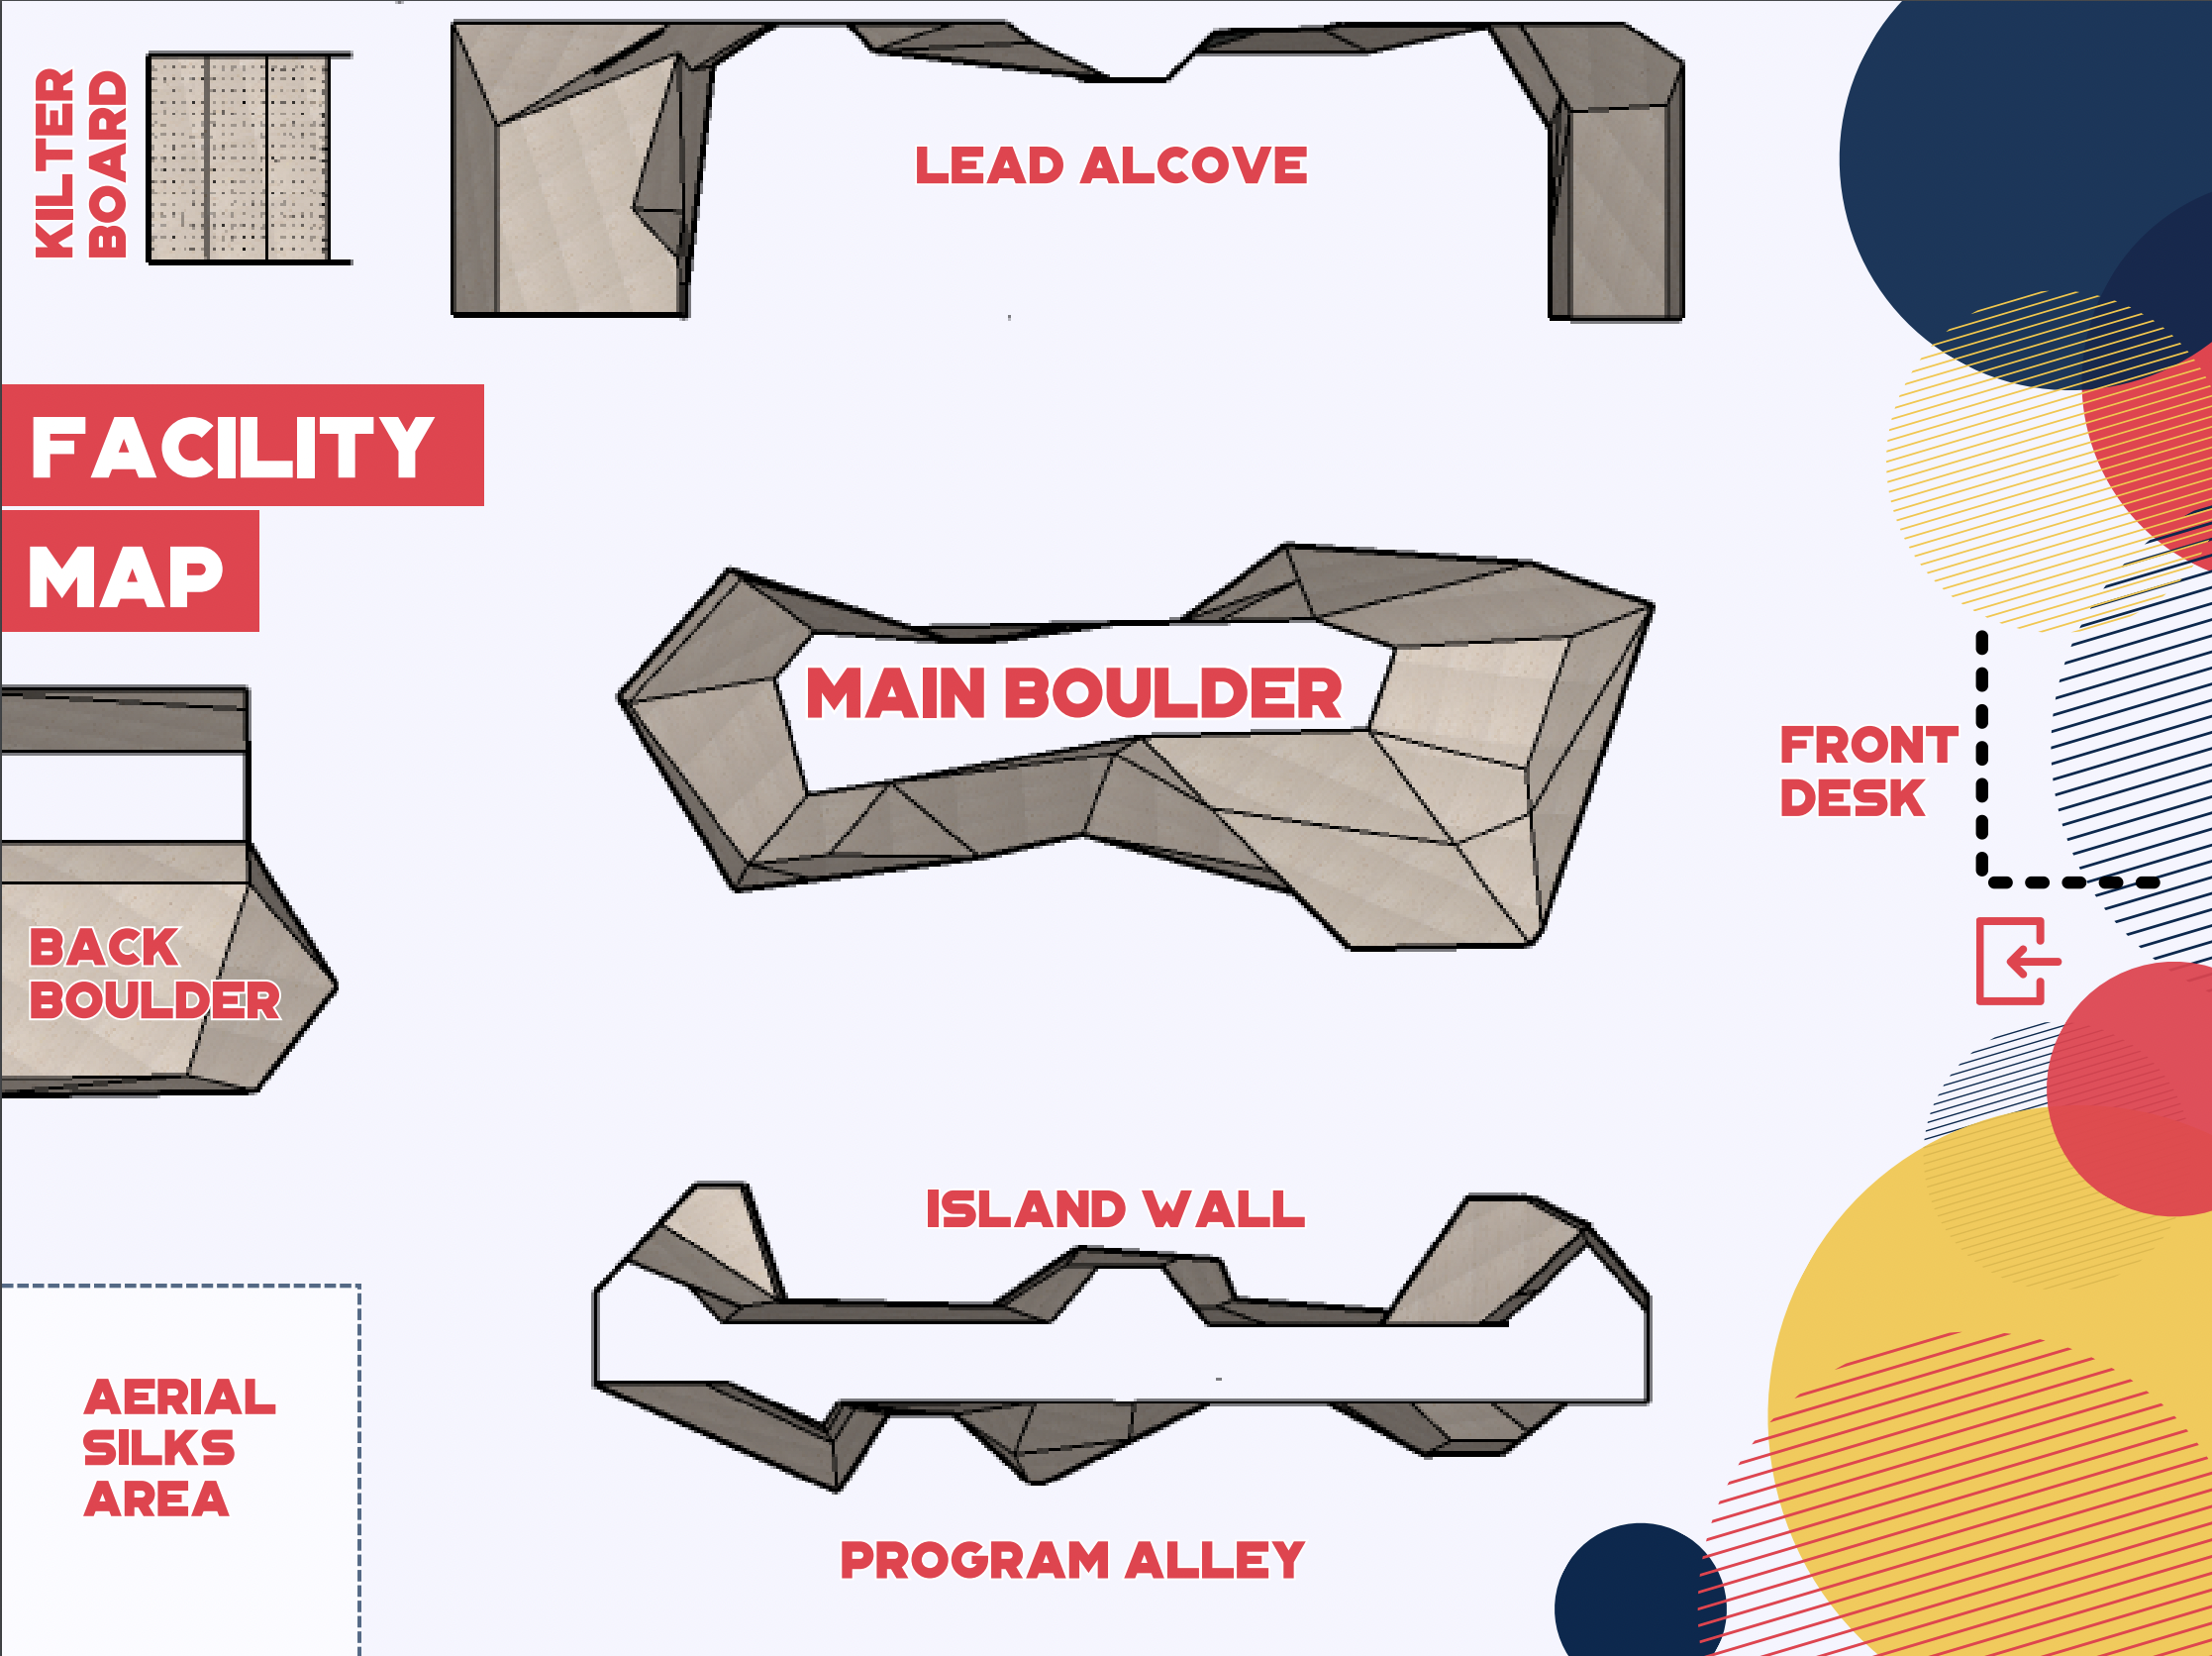 KILTER
BOARD
LEAD ALCOVE
FACILITY
MAP
MAIN BOULDER
FRONT
DESK
BACK
BOULDER
ISLAND WALL
AERIAL
SILKS
AREA
PROGRAM ALLEY